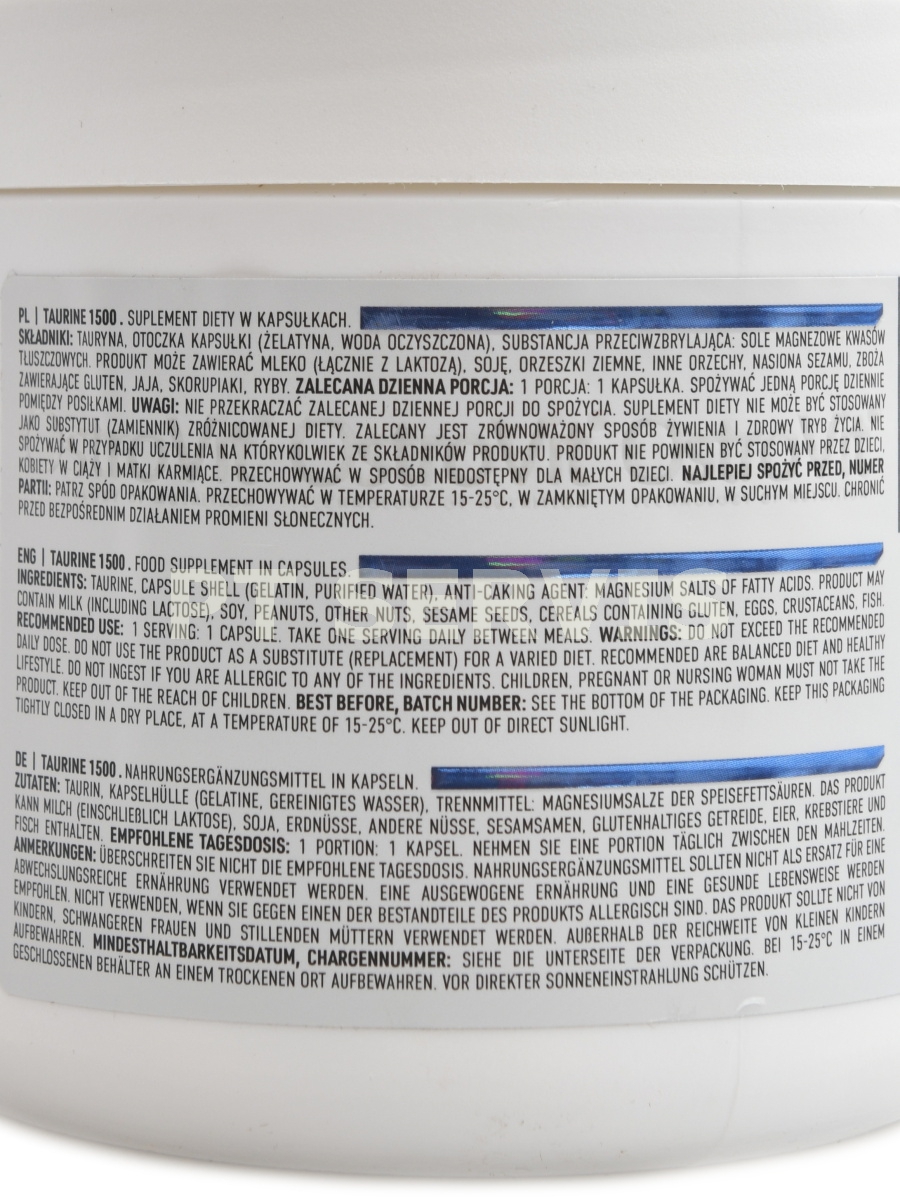 PL | TAURINE 1500. SUPLEMENT DIETY W KAPSUŁKACH.
SKŁADNIKI: TAURYNA, OTOCZKA KAPSUŁKI (ŻELATYNA, WODA OCZYSZCZONA), SUBSTANCJA PRZECIWZBRYLAJĄCA: SOLE MAGNEZOWE KWASÓW
TŁUSZCZOWYCH. PRODUKT MOŻE ZAWIERAĆ MLEKO (ŁĄCZNIE Z LAKTOZĄ), SOJĘ, ORZESZKI ZIEMNE, INNE ORZECHY, NASIONA SEZAMU, ZBOŻA
ZAWIERAJĄCE GLUTEN, JAJA, SKORUPIAKI, RYBY. ZALECANA DZIENNA PORCJA: 1 PORCJA: 1 KAPSUŁKA. SPOŻYWAĆ JEDNĄ PORCJĘ DZIENNIE
POMIĘDZY POSIŁKAMI. UWAGI: NIE PRZEKRACZAĆ ZALECANEJ DZIENNEJ PORCJI DO SPOŻYCIA. SUPLEMENT DIETY NIE MOŻE BYĆ STOSOWANY
JAKO SUBSTYTUT (ZAMIENNIK) ZRÓŻNICOWANEJ DIETY. ZALECANY JEST ZRÓWNOWAŻONY SPOSÓB ŻYWIENIA I ZDROWY TRYB ŻYCIA. NIE
SPOŻYWAĆ W PRZYPADKU UCZULENIA NA KTÓRYKOLWIEK ZE SKŁADNIKÓW PRODUKTU. PRODUKT NIE POWINIEN BYĆ STOSOWANY PRZEZ DZIECI,
KOBIETY W CIĄŻY I MATKI KARMIĄCE. PRZECHOWYWAĆ W SPOSÓB NIEDOSTĘPNY DLA MAŁYCH DZIECI. NAJLEPIEJ SPOŻYĆ PRZED, NUMER
PARTII: PATRZ SPÓD OPAKOWANIA. PRZECHOWYWAĆ W TEMPERATURZE 15-25°C, W ZAMKNIĘTYM OPAKOWANIU, W SUCHYM MIEJSCU. CHRONIĆ
PRZED BEZPOŚREDNIM DZIAŁANIEM PROMIENI SŁONECZNYCH.
ENG | TAURINE 1500. FOOD SUPPLEMENT IN CAPSULES.
INGREDIENTS: TAURINE, CAPSULE SHELL (GELATIN, PURIFIED WATER), ANTI-CAKING AGENT: MAGNESIUM SALTS OF FATTY ACIDS. PRODUCT MAY
CONTAIN MILK (INCLUDING LACTOSE), SOY, PEANUTS, OTHER NUTS, SESAME SEEDS, CEREALS CONTAINING GLUTEN, EGGS, CRUSTACEANS, FISH.
RECOMMENDED USE: 1 SERVING: 1 CAPSULE. TAKE ONE SERVING DAILY BETWEEN MEALS. WARNINGS: DO NOT EXCEED THE RECOMMENDED
DAILY DOSE. DO NOT USE THE PRODUCT AS A SUBSTITUTE (REPLACEMENT) FOR A VARIED DIET. RECOMMENDED ARE BALANCED DIET AND HEALTHY
LIFESTYLE. DO NOT INGEST IF YOU ARE ALLERGIC TO ANY OF THE INGREDIENTS. CHILDREN, PREGNANT OR NURSING WOMAN MUST NOT TAKE THE
PRODUCT. KEEP OUT OF THE REACH OF CHILDREN. BEST BEFORE, BATCH NUMBER: SEE THE BOTTOM OF THE PACKAGING. KEEP THIS PACKAGING
TIGHTLY CLOSED IN A DRY PLACE, AT A TEMPERATURE OF 15-25°C. KEEP OUT OF DIRECT SUNLIGHT.
DE | TAURINE 1500. NAHRUNGSERGÄNZUNGSMITTEL IN KAPSELN.
ZUTATEN: TAURIN, KAPSELHÜLLE (GELATINE, GEREINIGTES WASSER), TRENNMITTEL: MAGNESIUMSALZE DER SPEISEFETTSÄUREN. DAS PRODUKT
KANN MILCH (EINSCHLIEBLICH LAKTOSE), SOJA, ERDNÜSSE, ANDERE NÜSSE, SESAMSAMEN, GLUTENHALTIGES GETREIDE, EIER, KREBSTIERE UND
FISCH ENTHALTEN. EMPFOHLENE TAGESDOSIS: 1 PORTION: 1 KAPSEL. NEHMEN SIE EINE PORTION TÄGLICH ZWISCHEN DEN MAHLZEITEN.
ANMERKUNGEN: ÜBERSCHREITEN SIE NICHT DIE EMPFOHLENE TAGESDOSIS. NAHRUNGSERGÄNZUNGSMITTEL SOLLTEN NICHT ALS ERSATZ FÜR EINE
ABWECHSLUNGSREICHE ERNÄHRUNG VERWENDET WERDEN. EINE AUSGEWOGENE ERNÄHRUNG UND EINE GESUNDE LEBENSWEISE WERDEN
EMPFOHLEN. NICHT VERWENDEN, WENN SIE GEGEN EINEN DER BESTANDTEILE DES PRODUKTS ALLERGISCH SIND. DAS PRODUKT SOLLTE NICHT VON
KINDERN, SCHWANGEREN FRAUEN UND STILLENDEN MÜTTERN VERWENDET WERDEN. AUßERHALB DER REICHWEITE VON KLEINEN KINDERN
AUFBEWAHREN. MINDESTHALTBARKEITSDATUM, CHARGENNUMMER: SIEHE DIE UNTERSEITE DER VERPACKUNG. BEI 15-25°C IN EINEM
GESCHLOSSENEN BEHÄLTER AN EINEM TROCKENEN ORT AUFBEWAHREN. VOR DIREKTER SONNENEINSTRAHLUNG SCHÜTZEN.